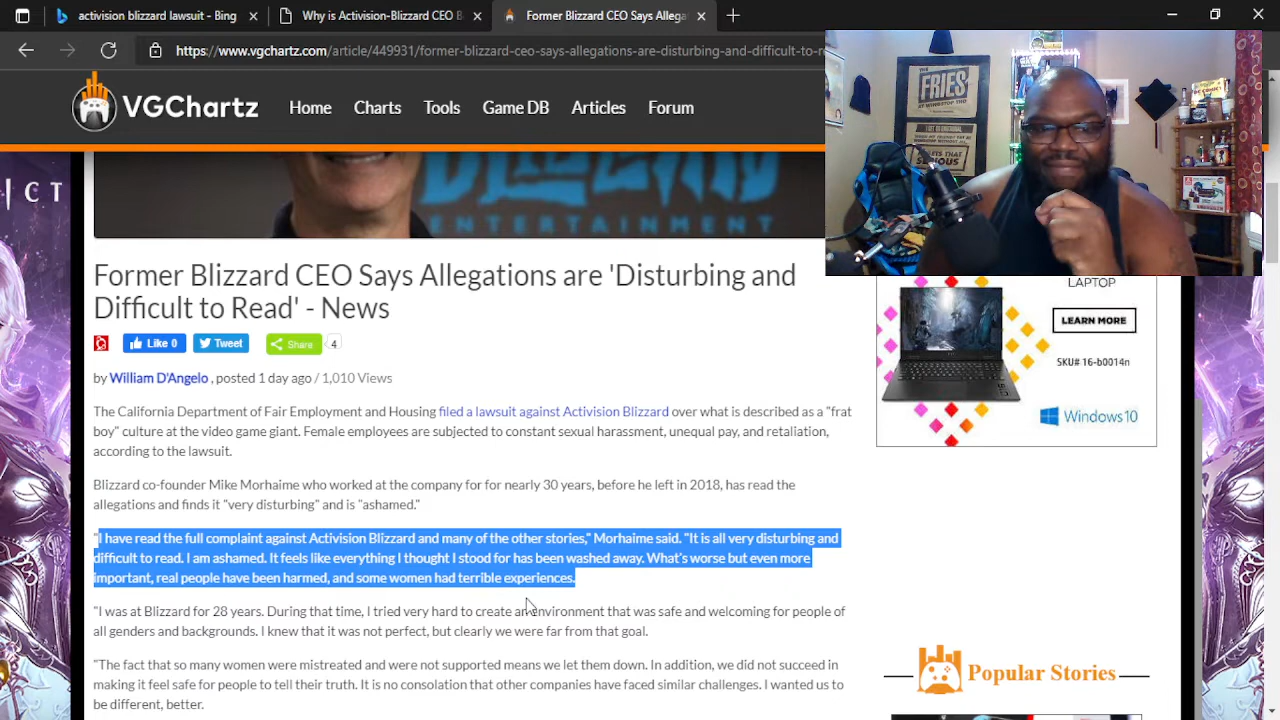 activision blizzard lawsuit - Bing
Why is Activision-Blizzard CEO B
Former Blizzard CEO Says Allega
https://www.vgchartz.com/article/449931/former-blizzard-ceo-says-allegations-are-disturbing-and-difficult-to-r
VGChartz
Home
Charts
Tools
Game DB
Articles
Forum
FRIES
THAT
SERIOUS
ICT
ENTERTAINMENT
Former Blizzard CEO Says Allegations are 'Disturbing and
Difficult to Read' - News
Like 0
Tweet
Share
4
by William D'Angelo , posted 1 day ago / 1,010 Views
The California Department of Fair Employment and Housing filed a lawsuit against Activision Blizzard over what is described as a "frat
boy" culture at the video game giant. Female employees are subjected to constant sexual harassment, unequal pay, and retaliation,
according to the lawsuit.
Blizzard co-founder Mike Morhaime who worked at the company for for nearly 30 years, before he left in 2018, has read the
allegations and finds it "very disturbing" and is "ashamed."
"I have read the full complaint against Activision Blizzard and many of the other stories," Morhaime said. "It is all very disturbing and
difficult to read. I am ashamed. It feels like everything I thought I stood for has been washed away. What's worse but even more
important, real people have been harmed, and some women had terrible experiences.
"I was at Blizzard for 28 years. During that time, I tried very hard to create an environment that was safe and welcoming for people of
all genders and backgrounds. I knew that it was not perfect, but clearly we were far from that goal.
"The fact that so many women were mistreated and were not supported means we let them down. In addition, we did not succeed in
making it feel safe for people to tell their truth. It is no consolation that other companies have faced similar challenges. I wanted us to
be different, better.
LAPTOP
LEARN MORE
SKU# 16-b0014n
Windows 10
Popular Stories